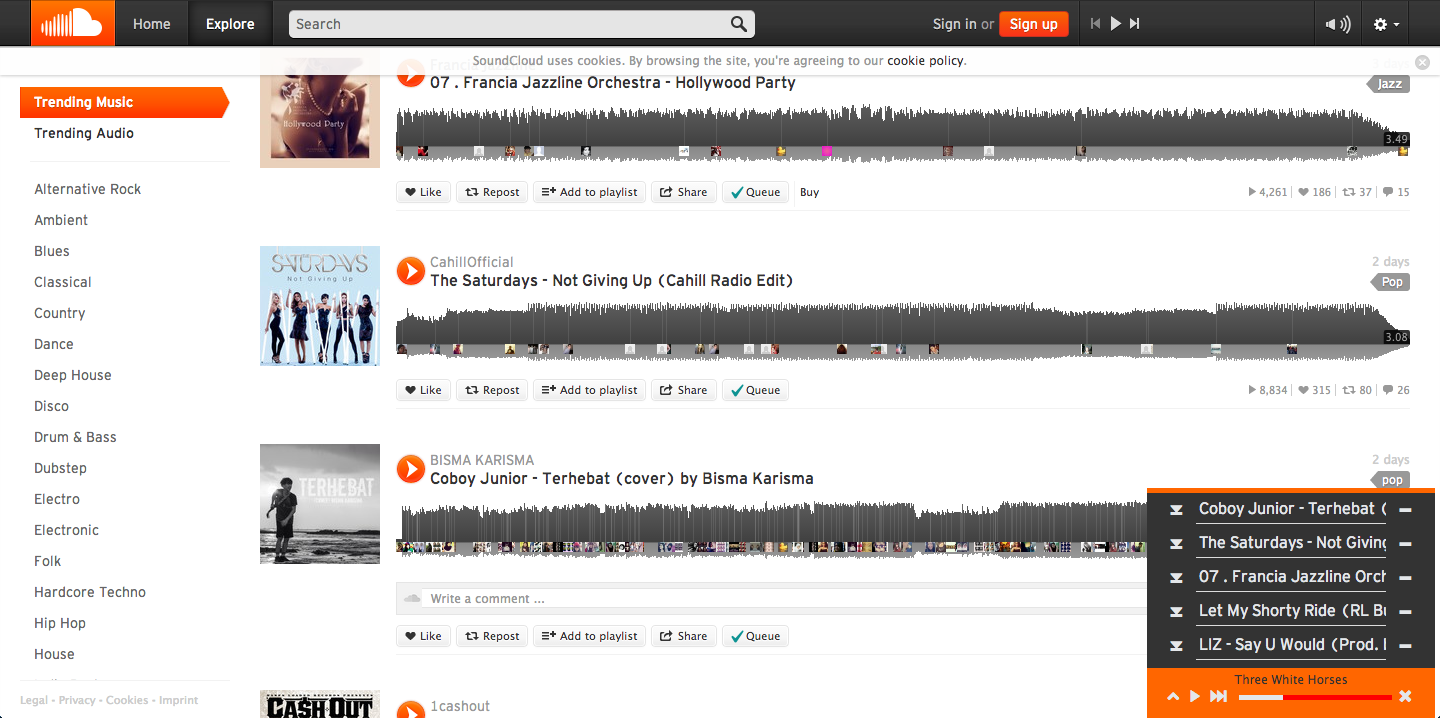 Home
Explore
Search
Sign in or Sign up
SoundCloud uses cookies. By browsing the site, you're agreeing to our cookie policy.
Trending Music
Trending Audio
Alternative Rock
Ambient
Blues
Classical
Country
Dance
Deep House
Disco
Drum & Bass
Dubstep
Electro
Electronic
Folk
Hardcore Techno
Hip Hop
House
Legal - Privacy - Cookies - Imprint
Hollywood Party
07 . Francia Jazzline Orchestra - Hollywood Party
Jazz
3.49
Like
Repost
Add to playlist
Share
Queue
Buy
4,261
186
37
15
SATURDAYS
Not Giving Up
CahillOfficial
2 days
The Saturdays - Not Giving Up (Cahill Radio Edit)
Pop
3.08
Like
Repost
Add to playlist
Share
Queue
8,834
315
80
26
TERHEBAT
BISMA KARISMA
2 days
Coboy Junior - Terhebat (cover) by Bisma Karisma
pop
Write a comment ...
Like
Repost
Add to playlist
Share
Queue
CA$H OUT
1cashout
Coboy Junior - Terhebat (
The Saturdays - Not Giving
07 . Francia Jazzline Orch
Let My Shorty Ride (RL Bu
LIZ - Say U Would (Prod.
Three White Horses